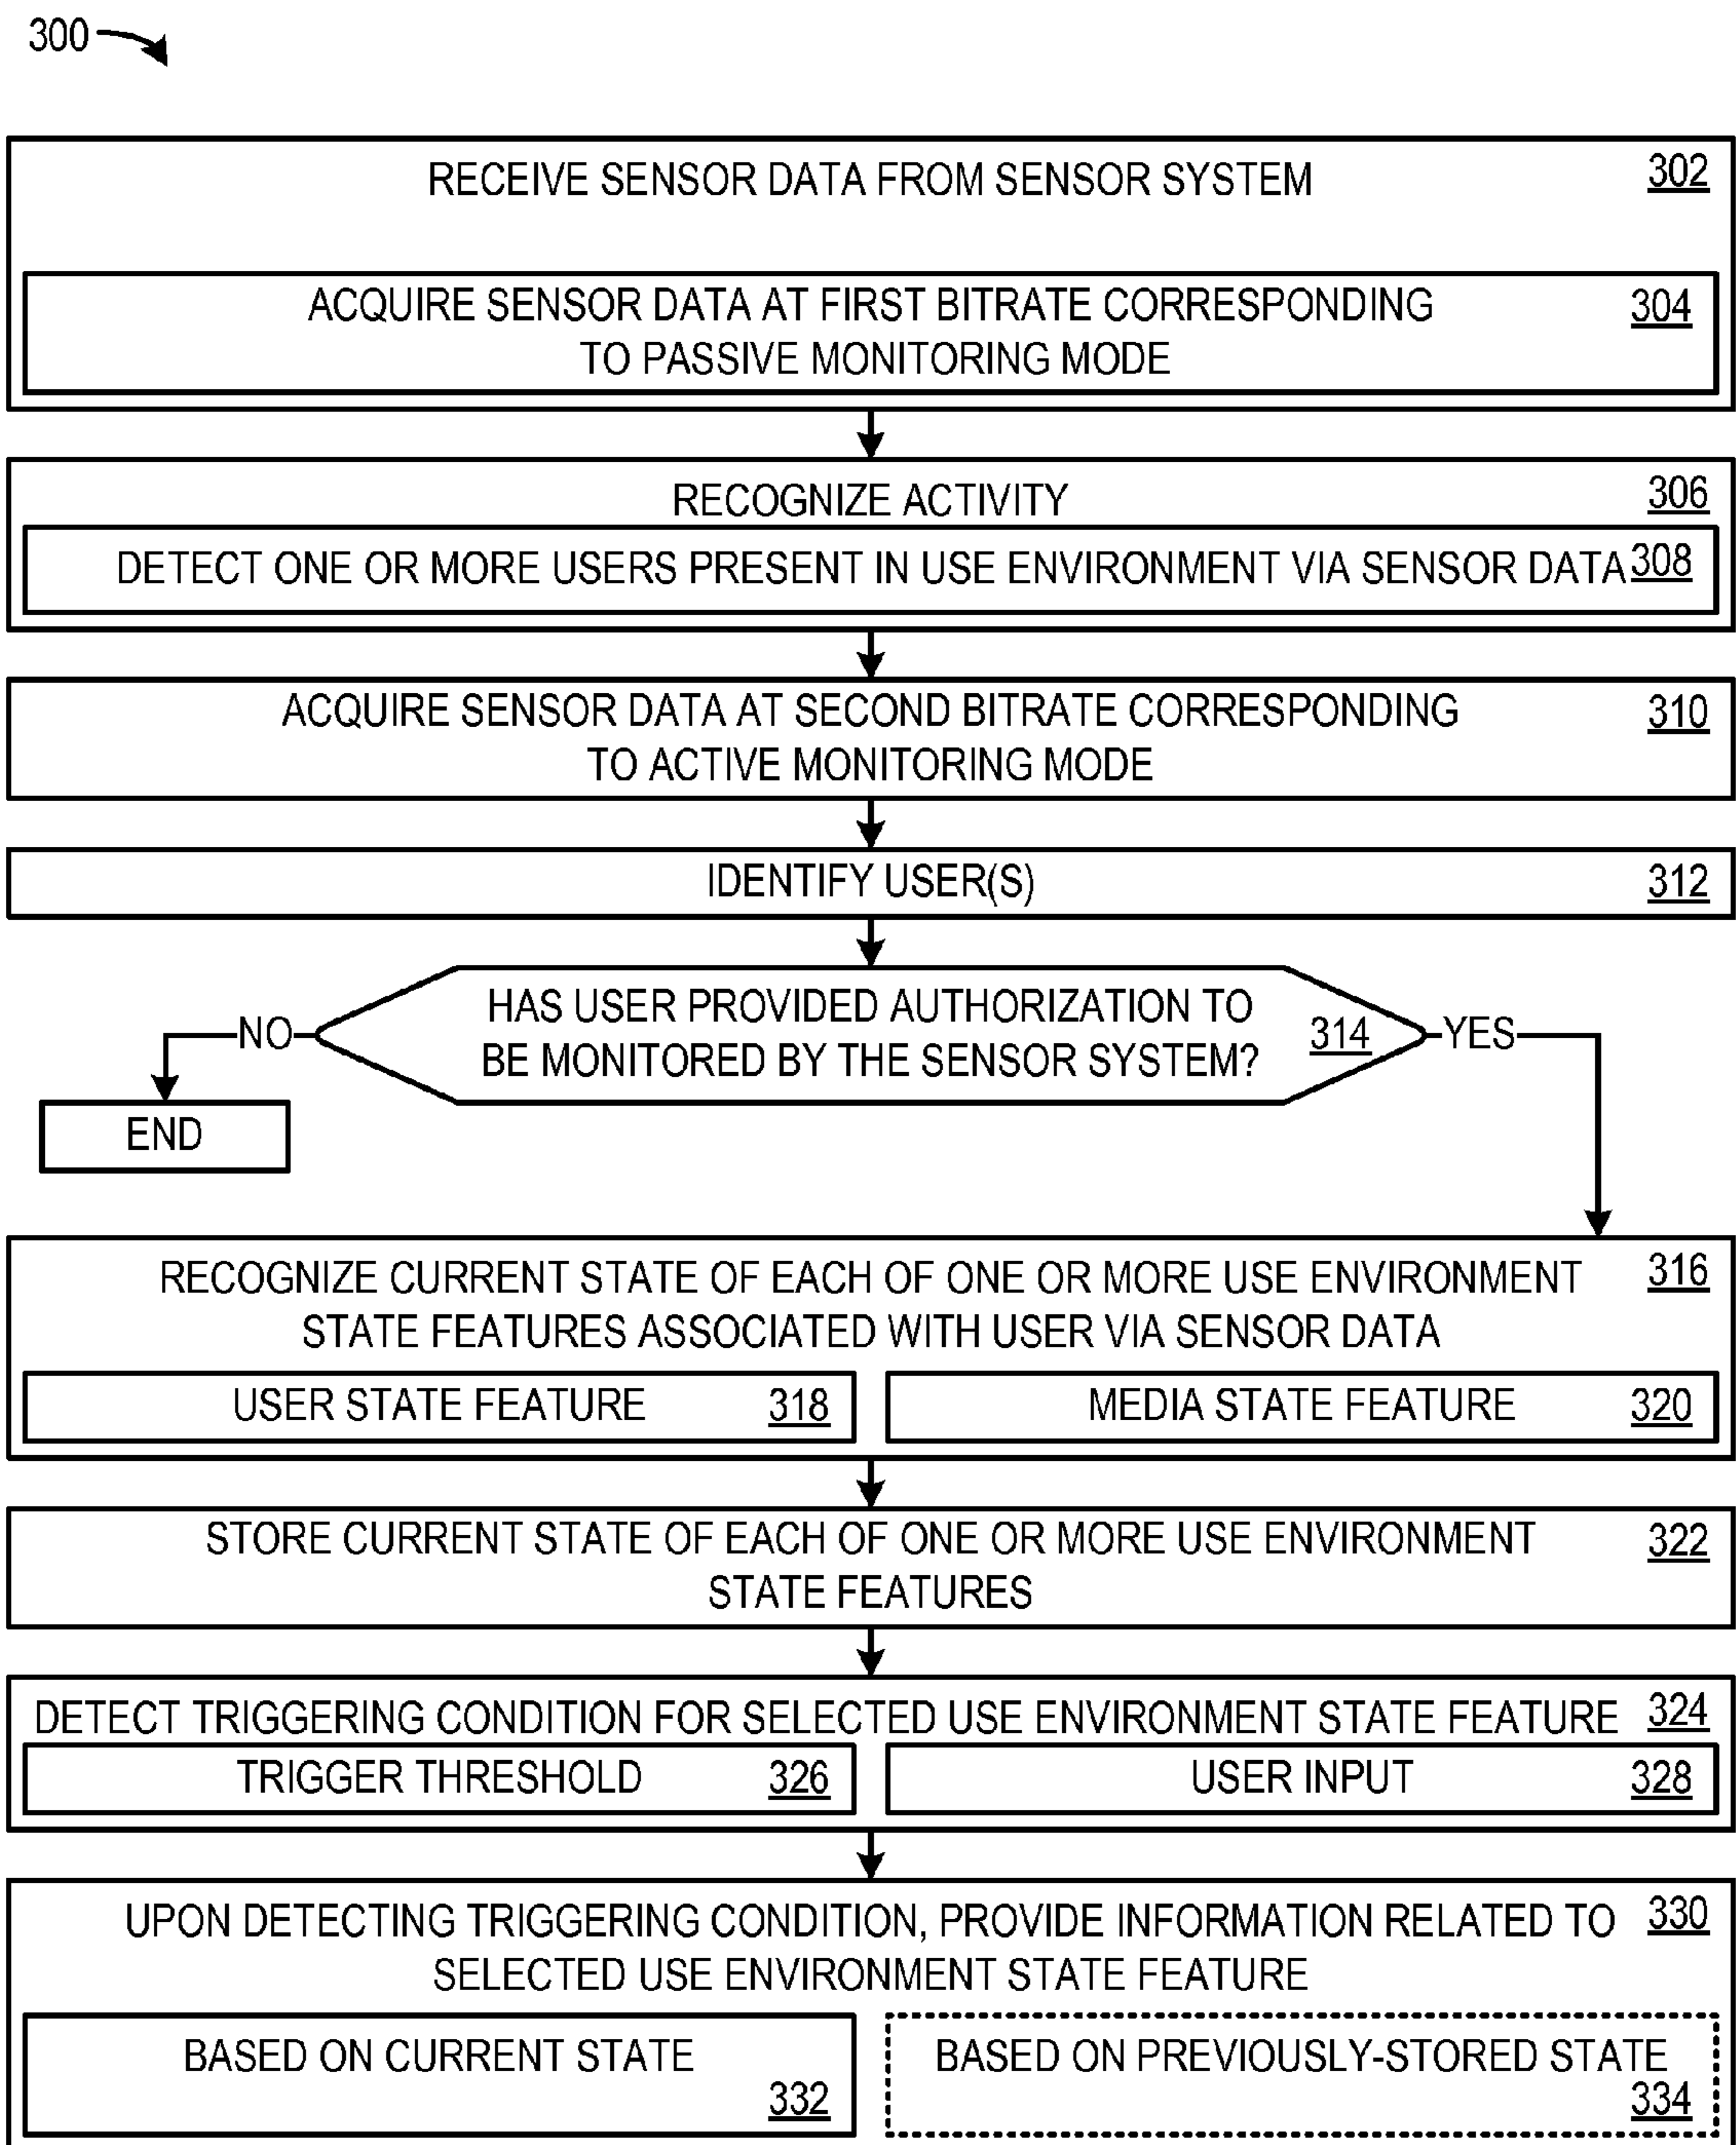 300
RECEIVE SENSOR DATA FROM SENSOR SYSTEM 302
ACQUIRE SENSOR DATA AT FIRST BITRATE CORRESPONDING 304
TO PASSIVE MONITORING MODE
RECOGNIZE ACTIVITY 306
DETECT ONE OR MORE USERS PRESENT IN USE ENVIRONMENT VIA SENSOR DATA 308
ACQUIRE SENSOR DATA AT SECOND BITRATE CORRESPONDING 310
TO ACTIVE MONITORING MODE
IDENTIFY USER(S) 312
HAS USER PROVIDED AUTHORIZATION TO
BE MONITORED BY THE SENSOR SYSTEM? 314
NO
YES
END
RECOGNIZE CURRENT STATE OF EACH OF ONE OR MORE USE ENVIRONMENT 316
STATE FEATURES ASSOCIATED WITH USER VIA SENSOR DATA
USER STATE FEATURE 318
MEDIA STATE FEATURE 320
STORE CURRENT STATE OF EACH OF ONE OR MORE USE ENVIRONMENT 322
STATE FEATURES
DETECT TRIGGERING CONDITION FOR SELECTED USE ENVIRONMENT STATE FEATURE 324
TRIGGER THRESHOLD 326
USER INPUT 328
UPON DETECTING TRIGGERING CONDITION, PROVIDE INFORMATION RELATED TO 330
SELECTED USE ENVIRONMENT STATE FEATURE
BASED ON CURRENT STATE
332
BASED ON PREVIOUSLY-STORED STATE
334